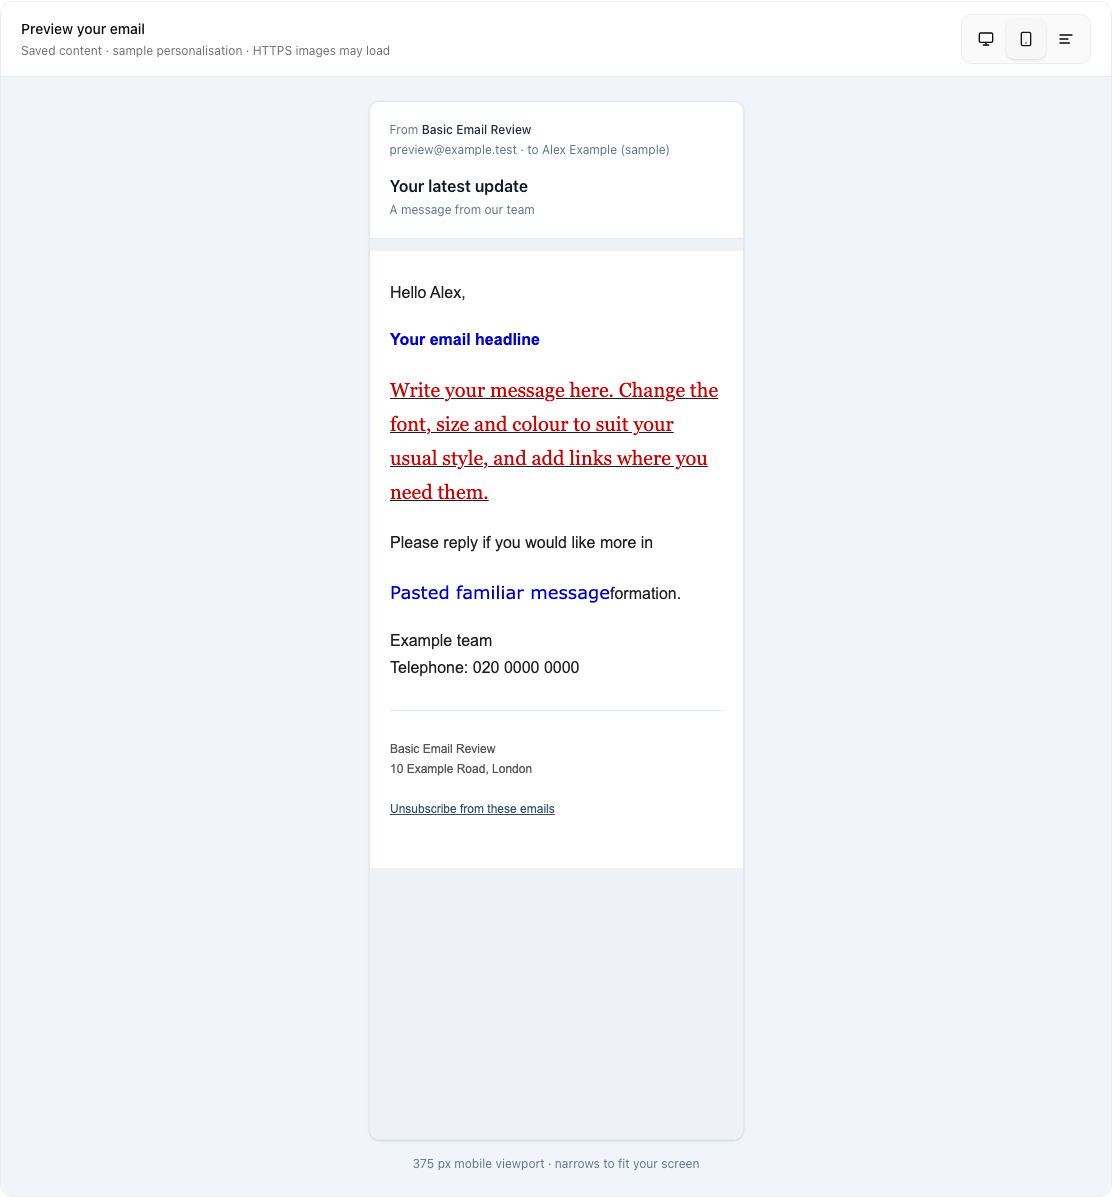 Preview your email
Saved content · sample personalisation · HTTPS images may load
From Basic Email Review
preview@example.test · to Alex Example (sample)
Your latest update
A message from our team
Hello Alex,
Your email headline
Write your message here. Change the
font, size and colour to suit your
usual style, and add links where you
need them.
Please reply if you would like more in
Pasted familiar messageformation.
Example team
Telephone: 020 0000 0000
Basic Email Review
10 Example Road, London
Unsubscribe from these emails
375 px mobile viewport · narrows to fit your screen